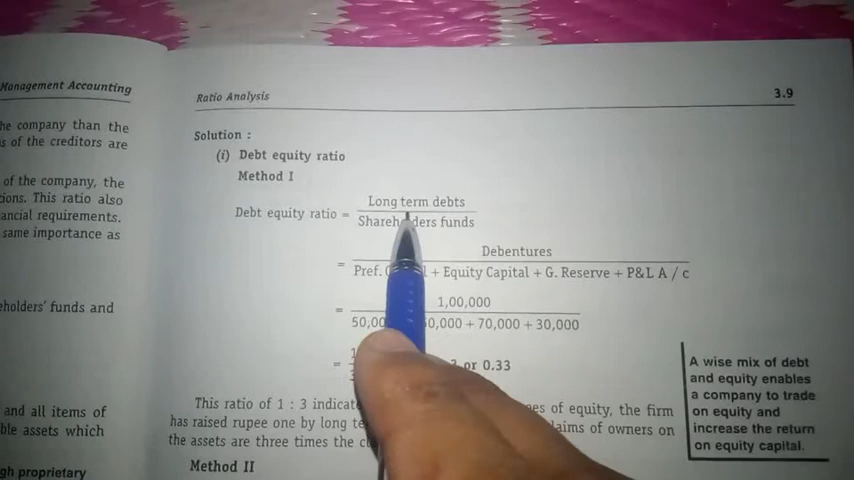 Management Accounting
he company than the
s of the creditors are
of the company, the
tions. This ratio also
ancial requirements.
same importance as
eholders' funds and
and all items of
ble assets which
gh proprietary
Ratio Analysis
3.9
Solution :
(i) Debt equity ratio
Method I
Debt equity ratio = Long term debts
Shareholders funds
= Debentures
Pref. + Equity Capital + G. Reserve + P&L A / c
= 1,00,000
50,00 0,000 + 70,000 + 30,000
= or 0.33
This ratio of 1 : 3 indicat es of equity, the firm
has raised rupee one by long te laims of owners on
the assets are three times the c
Method II
A wise mix of debt
and equity enables
a company to trade
on equity and
increase the return
on equity capital.